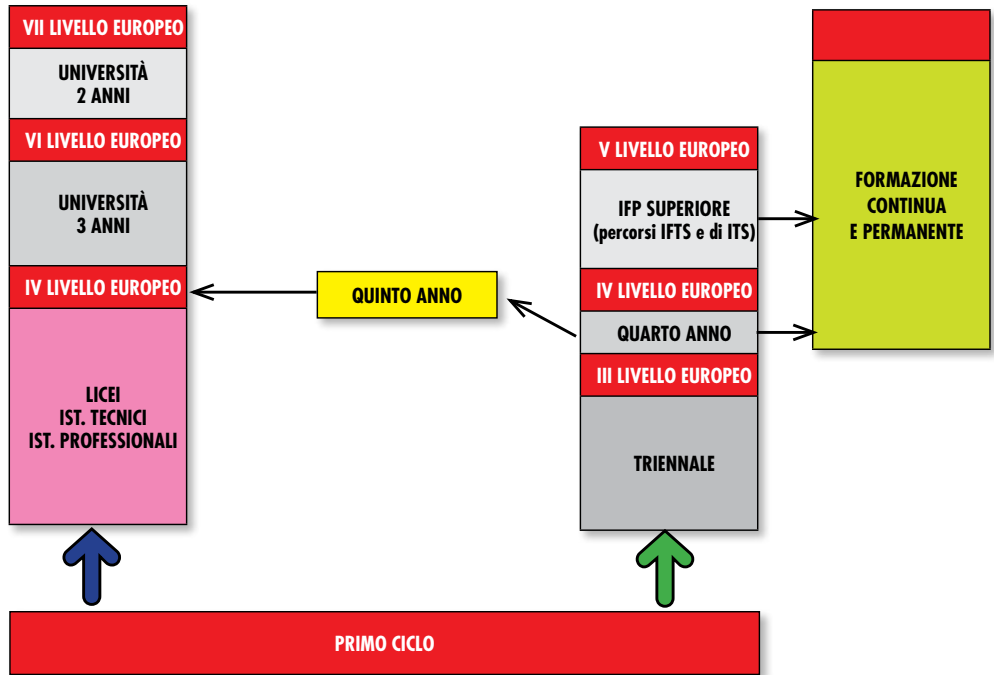 VII LIVELLO EUROPEO
UNIVERSITÀ
2 ANNI
VI LIVELLO EUROPEO
UNIVERSITÀ
3 ANNI
IV LIVELLO EUROPEO
LICEI
IST. TECNICI
IST. PROFESSIONALI
QUINTO ANNO
V LIVELLO EUROPEO
IFP SUPERIORE
(percorsi IFTS e di ITS)
IV LIVELLO EUROPEO
QUARTO ANNO
III LIVELLO EUROPEO
TRIENNALE
FORMAZIONE
CONTINUA
E PERMANENTE
PRIMO CICLO